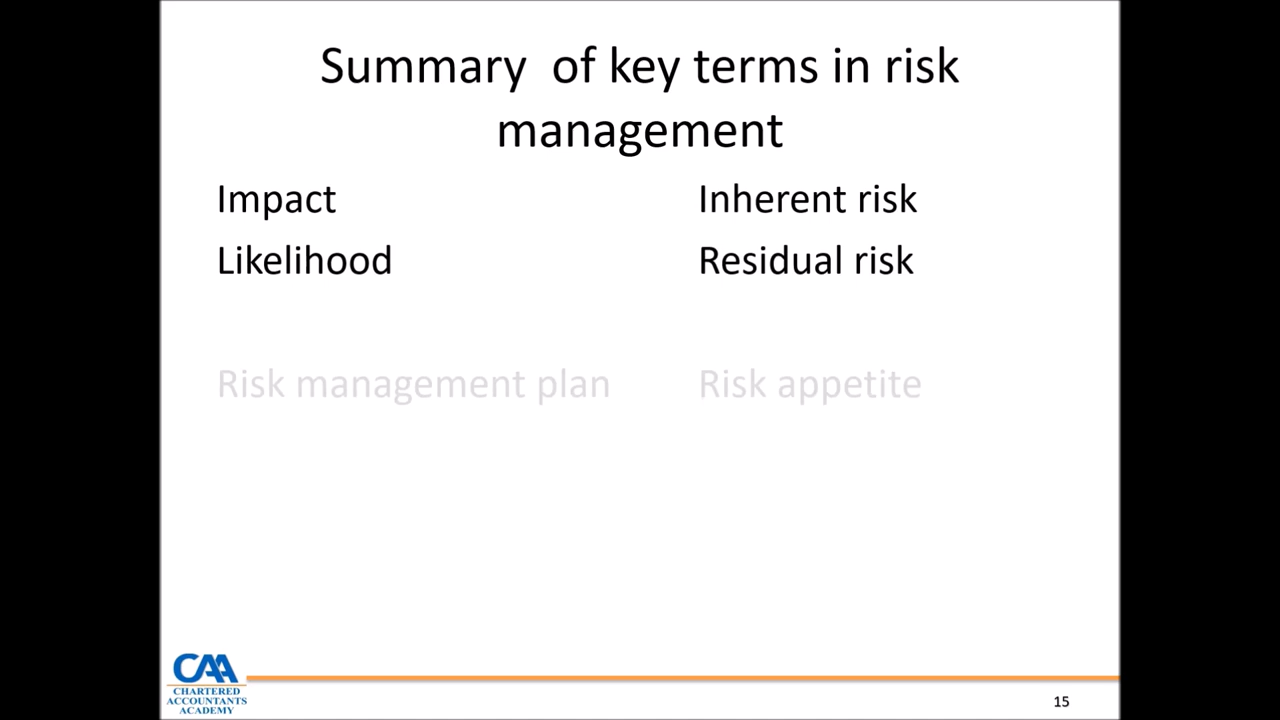 Summary  of key terms in risk
management
Impact
Inherent risk
Likelihood
Residual risk
Risk management plan
Risk appetite
CAA
CHARTERED
ACCOUNTANTS
ACADEMY
15